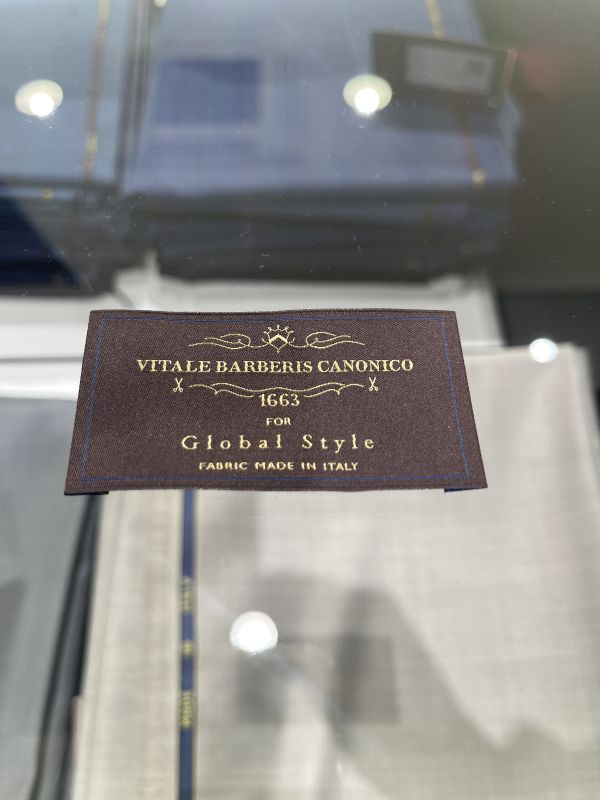 VITALE BARBERIS CANONICO
1663
FOR
Global Style
FABRIC MADE IN ITALY